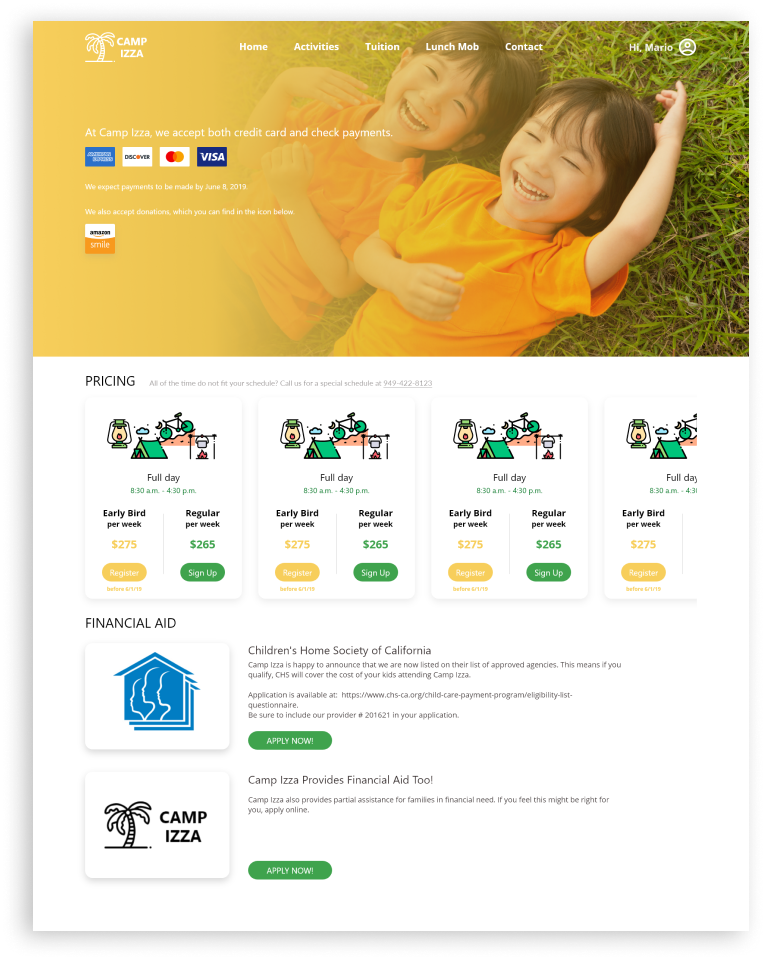 CAMP
IZZA
Home Activities Tuition Lunch Mob Contact
Hi, Mario
At Camp Izza, we accept both credit card and check payments.
AMERICAN EXPRESS DISCOVER VISA
We expect payments to be made by June 8, 2019.
We also accept donations, which you can find in the icon below.
amazon
smile
PRICING All of the time do not fit your schedule? Call us for a special schedule at 949-422-8123
Full day
8:30 a.m. - 4:30 p.m.
Early Bird Regular
per week per week
$275 $265
Register Sign Up
before 6/1/19
Full day
8:30 a.m. - 4:30 p.m.
Early Bird Regular
per week per week
$275 $265
Register Sign Up
before 6/1/19
Full day
8:30 a.m. - 4:30 p.m.
Early Bird Regular
per week per week
$275 $265
Register Sign Up
before 6/1/19
Full day
8:30 a.m. - 4:3
Early Bird
per week
$275
Register
before 6/1/19
FINANCIAL AID
Children's Home Society of California
Camp Izza is happy to announce that we are now listed on their list of approved agencies. This means if you
qualify, CHS will cover the cost of your kids attending Camp Izza.
Application is available at: https://www.chs-ca.org/child-care-payment-program/eligibility-list-
questionnaire.
Be sure to include our provider # 201621 in your application.
APPLY NOW!
CAMP
IZZA
Camp Izza Provides Financial Aid Too!
Camp Izza also provides partial assistance for families in financial need. If you feel this might be right for
you, apply online.
APPLY NOW!